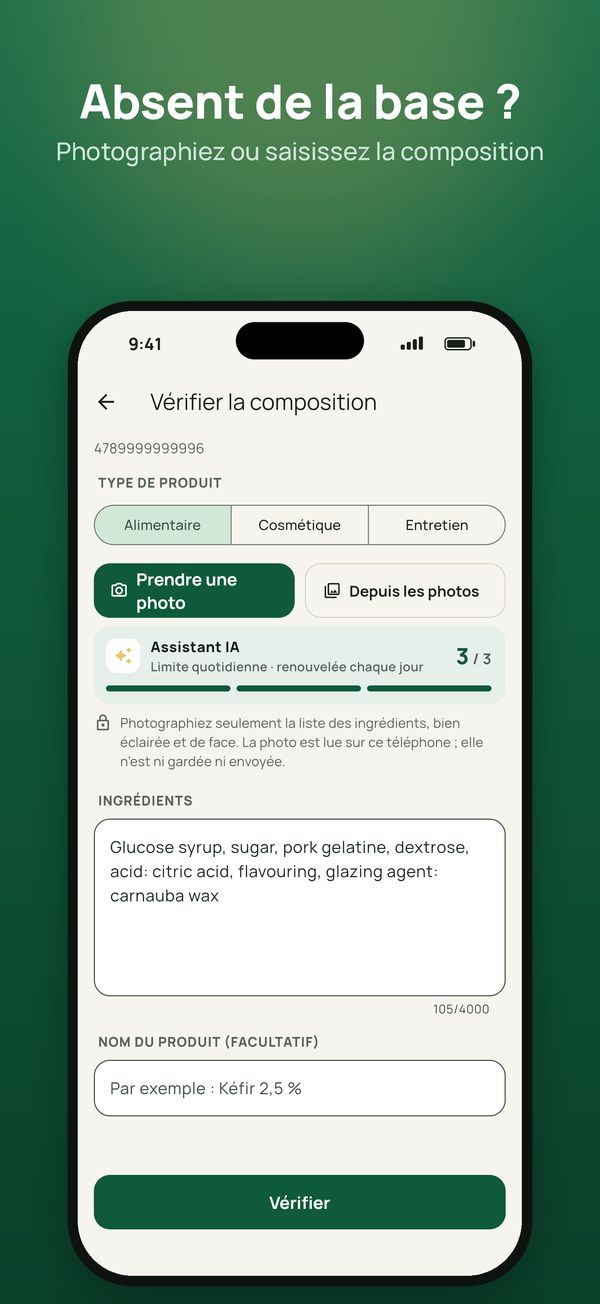 Absent de la base ?
Photographiez ou saisissez la composition
9:41
Vérifier la composition
4789999999996
TYPE DE PRODUIT
Alimentaire
Cosmétique
Entretien
Prendre une
photo
Depuis les photos
Assistant IA
Limite quotidienne · renouvelée chaque jour
3 / 3
Photographiez seulement la liste des ingrédients, bien
éclairée et de face. La photo est lue sur ce téléphone ; elle
n'est ni gardée ni envoyée.
INGRÉDIENTS
Glucose syrup, sugar, pork gelatine, dextrose,
acid: citric acid, flavouring, glazing agent:
carnauba wax
105/4000
NOM DU PRODUIT (FACULTATIF)
Par exemple : Kéfir 2,5 %
Vérifier